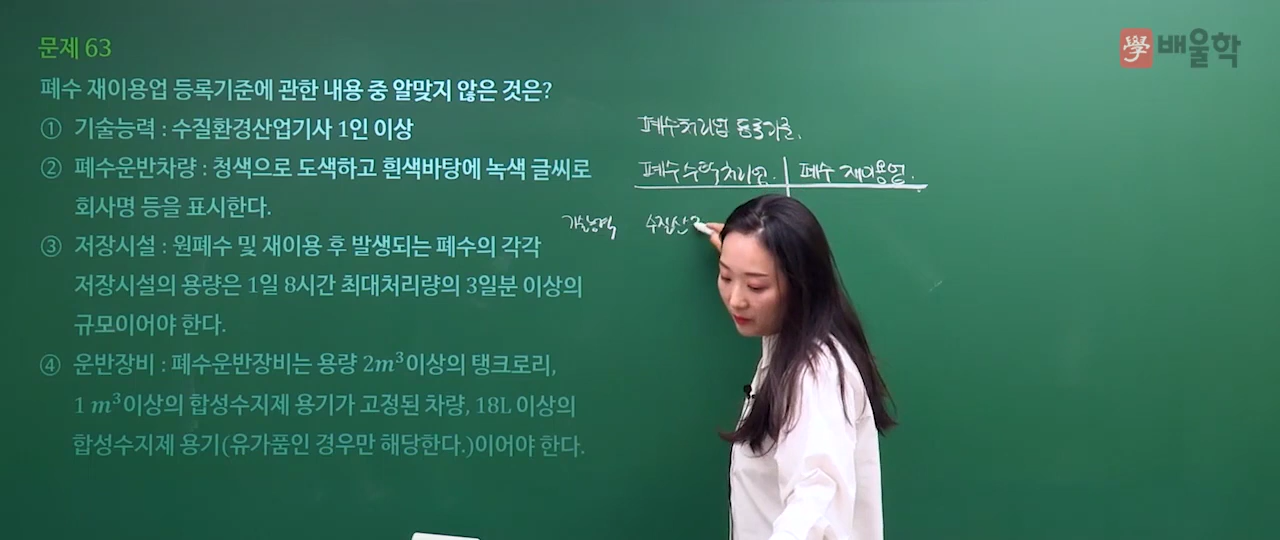 문제 63
폐수 재이용업 등록기준에 관한 내용 중 알맞지 않은 것은?
① 기술능력 : 수질환경산업기사 1인 이상
② 폐수운반차량 : 청색으로 도색하고 흰색바탕에 녹색 글씨로
회사명 등을 표시한다.
③ 저장시설 : 원폐수 및 재이용 후 발생되는 폐수의 각각
저장시설의 용량은 1일 8시간 최대처리량의 3일분 이상의
규모이어야 한다.
④ 운반장비 : 폐수운반장비는 용량 2m³이상의 탱크로리,
1 m³이상의 합성수지제 용기가 고정된 차량, 18L 이상의
합성수지제 용기(유가품인 경우만 해당한다.)이어야 한다.
學 배울학
폐수처리업 등록기준.
폐수수탁처리업. 폐수 재이용업.
기술능력 수질산